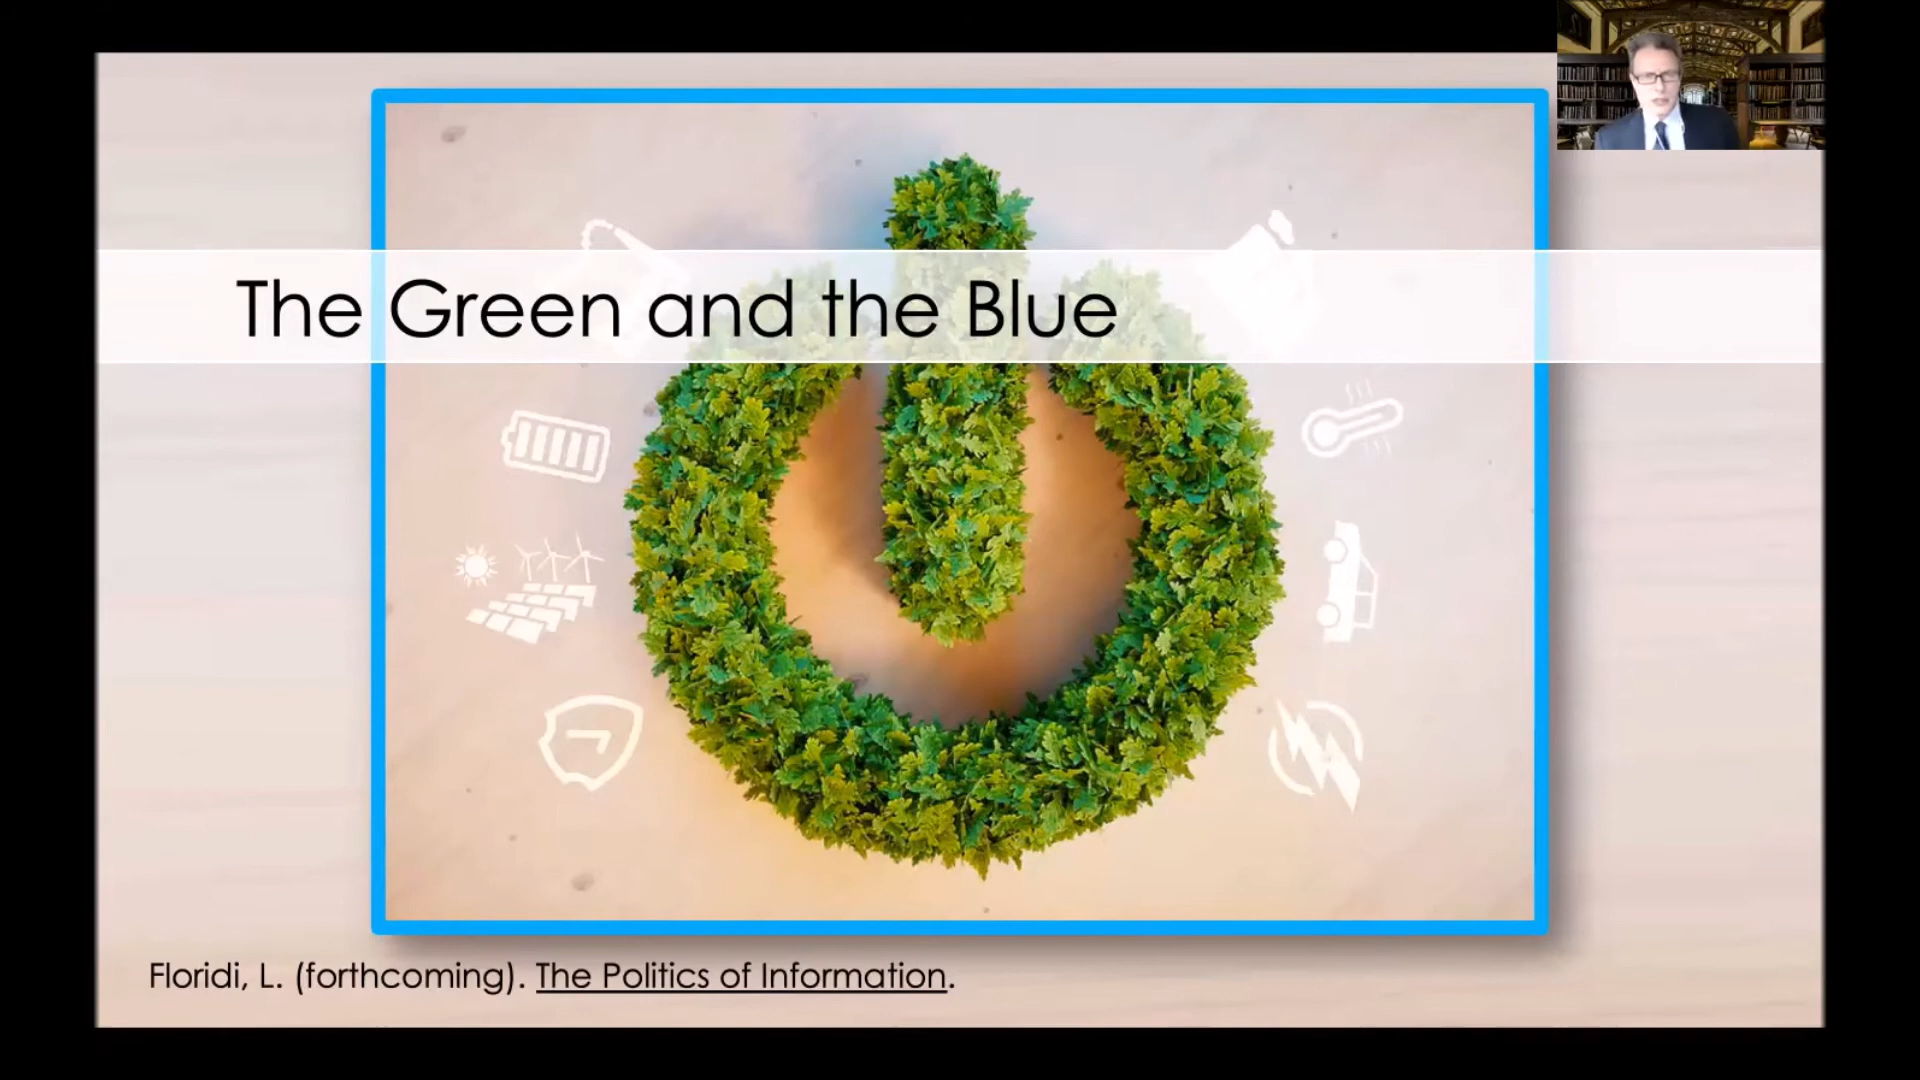 The Green and the Blue
Floridi, L. (forthcoming). The Politics of Information.